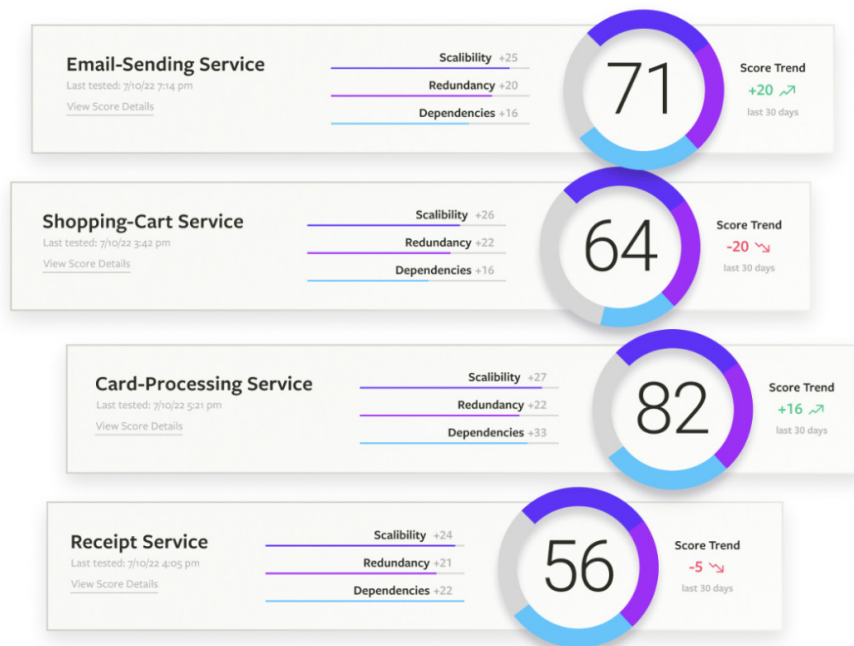 Email-Sending Service
Last tested: 7/10/22 7:14 pm
View Score Details
Scalibility +25
Redundancy +20
Dependencies +16
71
Score Trend
+20
last 30 days
Shopping-Cart Service
Last tested: 7/10/22 3:42 pm
View Score Details
Scalibility +26
Redundancy +22
Dependencies +16
64
Score Trend
-20
last 30 days
Card-Processing Service
Last tested: 7/10/22 5:21 pm
View Score Details
Scalibility +27
Redundancy +22
Dependencies +33
82
Score Trend
+16
last 30 days
Receipt Service
Last tested: 7/10/22 4:05 pm
View Score Details
Scalibility +24
Redundancy +21
Dependencies +22
56
Score Trend
-5
last 30 days